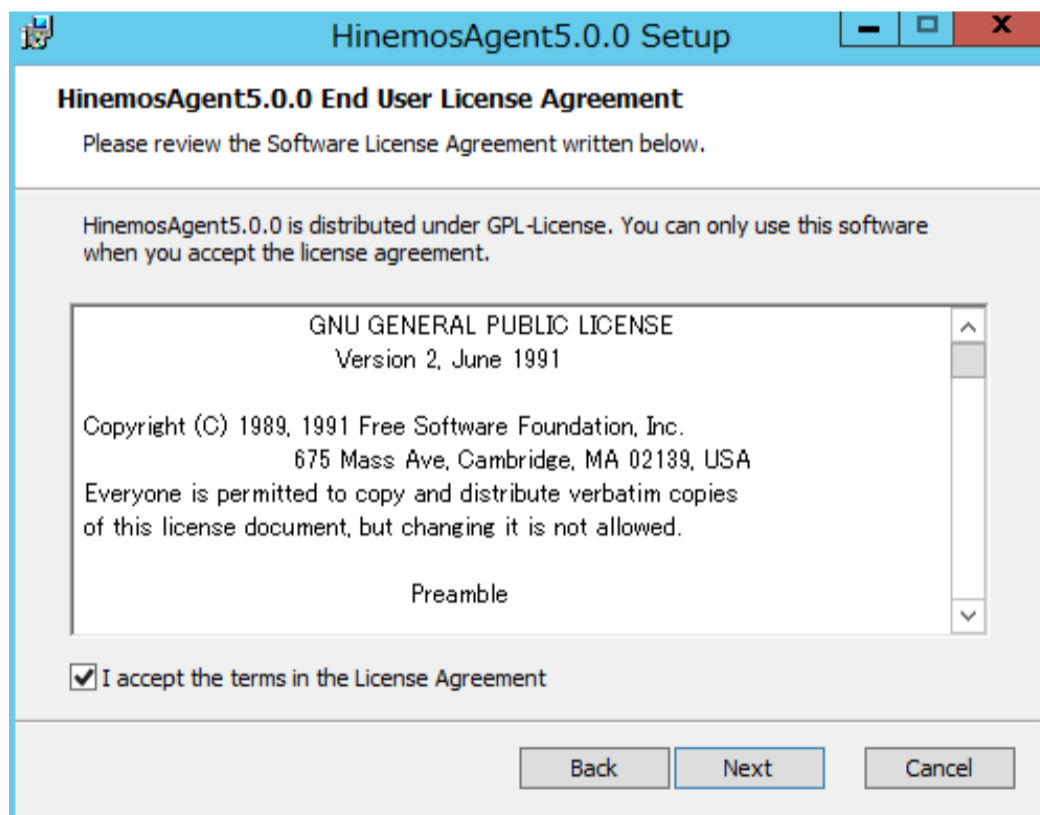 HinemosAgent5.0.0 Setup
HinemosAgent5.0.0 End User License Agreement
Please review the Software License Agreement written below.
HinemosAgent5.0.0 is distributed under GPL-License. You can only use this software
when you accept the license agreement.
GNU GENERAL PUBLIC LICENSE
Version 2, June 1991
Copyright (C) 1989, 1991 Free Software Foundation, Inc.
675 Mass Ave, Cambridge, MA 02139, USA
Everyone is permitted to copy and distribute verbatim copies
of this license document, but changing it is not allowed.
Preamble
I accept the terms in the License Agreement
Back Next Cancel